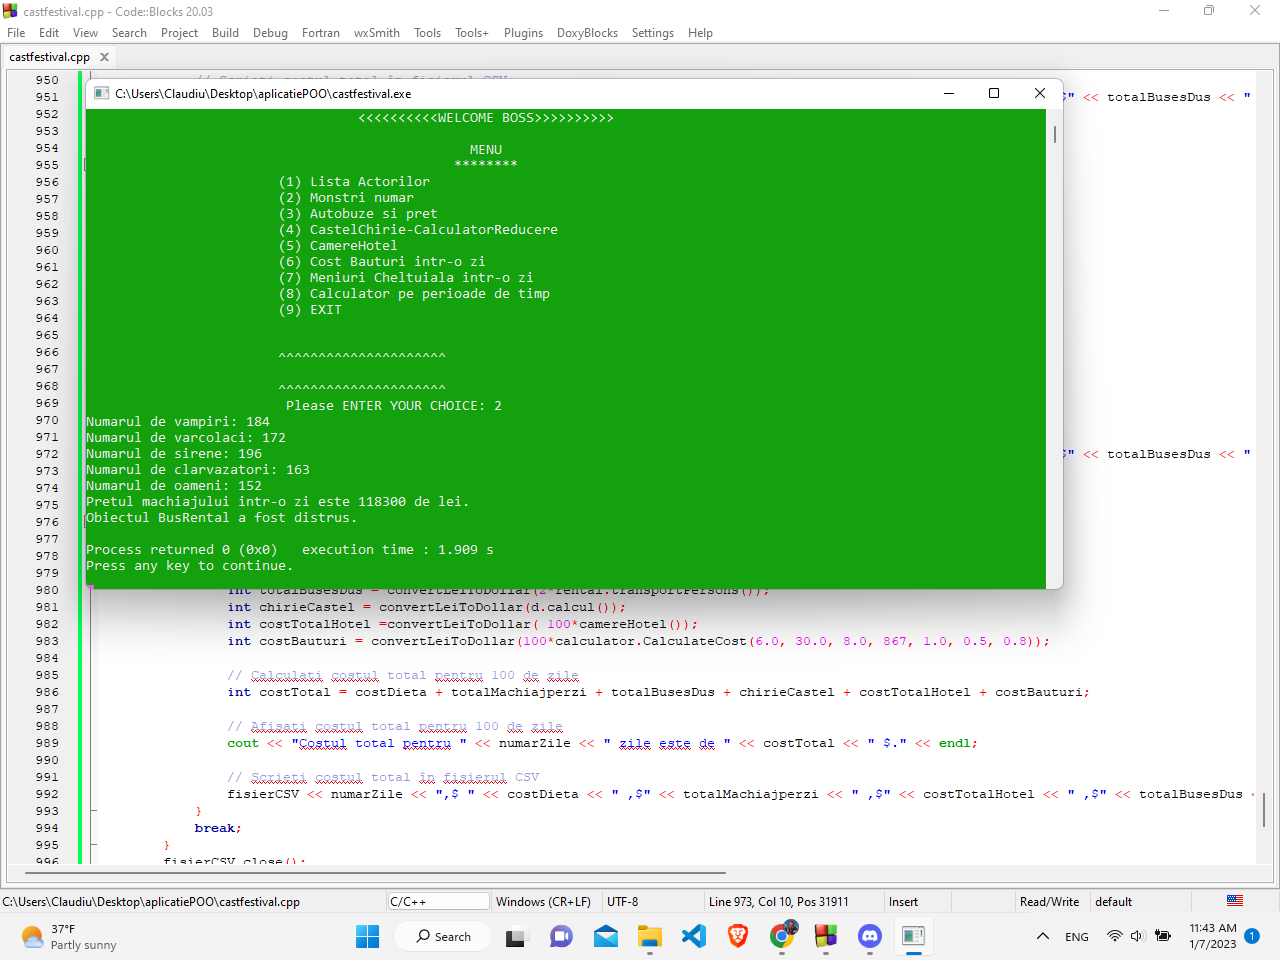 castfestival.cpp - Code::Blocks 20.03
File Edit View Search Project Build Debug Fortran wxSmith Tools Tools+ Plugins DoxyBlocks Settings Help
castfestival.cpp
950
951 $" << totalBusesDus << "
952
953
954
955
956
957
958
959
960
961
962
963
964
965
966
967
968
969
970
971
972 $" << totalBusesDus << "
973
974
975
976
977
978
979
C:\Users\Claudiu\Desktop\aplicatiePOO\castfestival.exe
<<<<<<<<<<WELCOME BOSS>>>>>>>>>>
MENU
********
(1) Lista Actorilor
(2) Monstri numar
(3) Autobuze si pret
(4) CastelChirie-CalculatorReducere
(5) CamereHotel
(6) Cost Bauturi intr-o zi
(7) Meniuri Cheltuiala intr-o zi
(8) Calculator pe perioade de timp
(9) EXIT
^^^^^^^^^^^^^^^^^^^^^
^^^^^^^^^^^^^^^^^^^^^
Please ENTER YOUR CHOICE: 2
Numarul de vampiri: 184
Numarul de varcolaci: 172
Numarul de sirene: 196
Numarul de clarvazatori: 163
Numarul de oameni: 152
Pretul machiajului intr-o zi este 118300 de lei.
Obiectul BusRental a fost distrus.
Process returned 0 (0x0) execution time : 1.909 s
Press any key to continue.
980 int totalBusesDus = convertLeiToDollar(2*rental.transportPersons());
981 int chirieCastel = convertLeiToDollar(d.calcul());
982 int costTotalHotel =convertLeiToDollar( 100*camereHotel());
983 int costBauturi = convertLeiToDollar(100*calculator.CalculateCost(6.0, 30.0, 8.0, 867, 1.0, 0.5, 0.8));
984
985 // Calculati costul total pentru 100 de zile
986 int costTotal = costDieta + totalMachiajperzi + totalBusesDus + chirieCastel + costTotalHotel + costBauturi;
987
988 // Afisati costul total pentru 100 de zile
989 cout << "Costul total pentru " << numarZile << " zile este de " << costTotal << " $." << endl;
990
991 // Scrieti costul total în fisierul CSV
992 fisierCSV << numarZile << ",$ " << costDieta << " ,$" << totalMachiajperzi << " ,$" << costTotalHotel << " ,$" << totalBusesDus <
993 }
994 break;
995 }
996 fisierCSV.close();
C:\Users\Claudiu\Desktop\aplicatiePOO\castfestival.cpp C/C++ Windows (CR+LF) UTF-8 Line 973, Col 10, Pos 31911 Insert Read/Write default
37°F
Partly sunny
Search
ENG
11:43 AM
1/7/2023
1